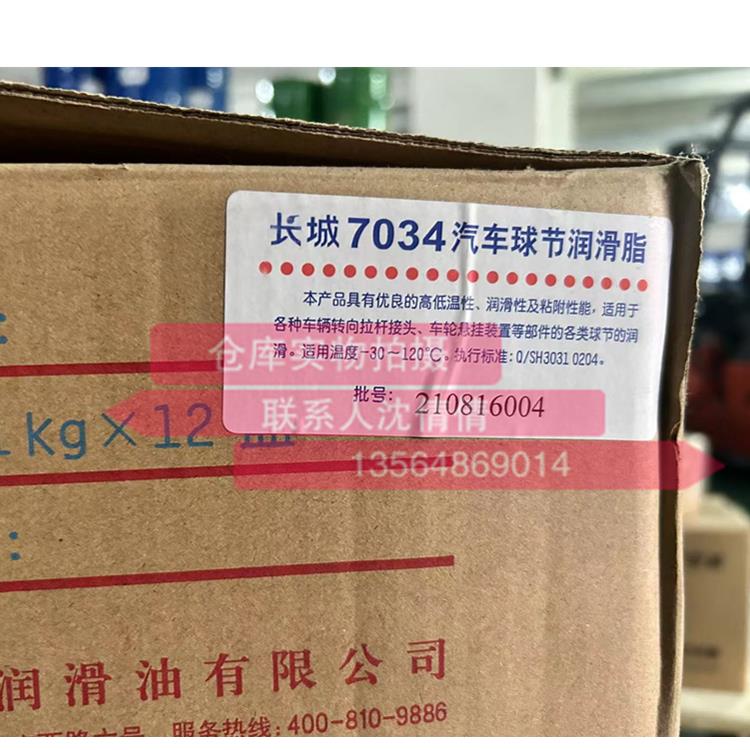 长城7034汽车球节润滑脂
本产品具有优良的高低温性、润滑性及粘附性能，适用于
各种车辆转向拉杆接头、车轮悬挂装置等部件的各类球节的润
滑。适用温度-30～120℃。执行标准：Q/SH3031 0204。
仓库实物拍摄
批号：210816004
联系人沈倩倩
1kg×12
13564869014
润滑油有限公司
服务热线：400-810-9886